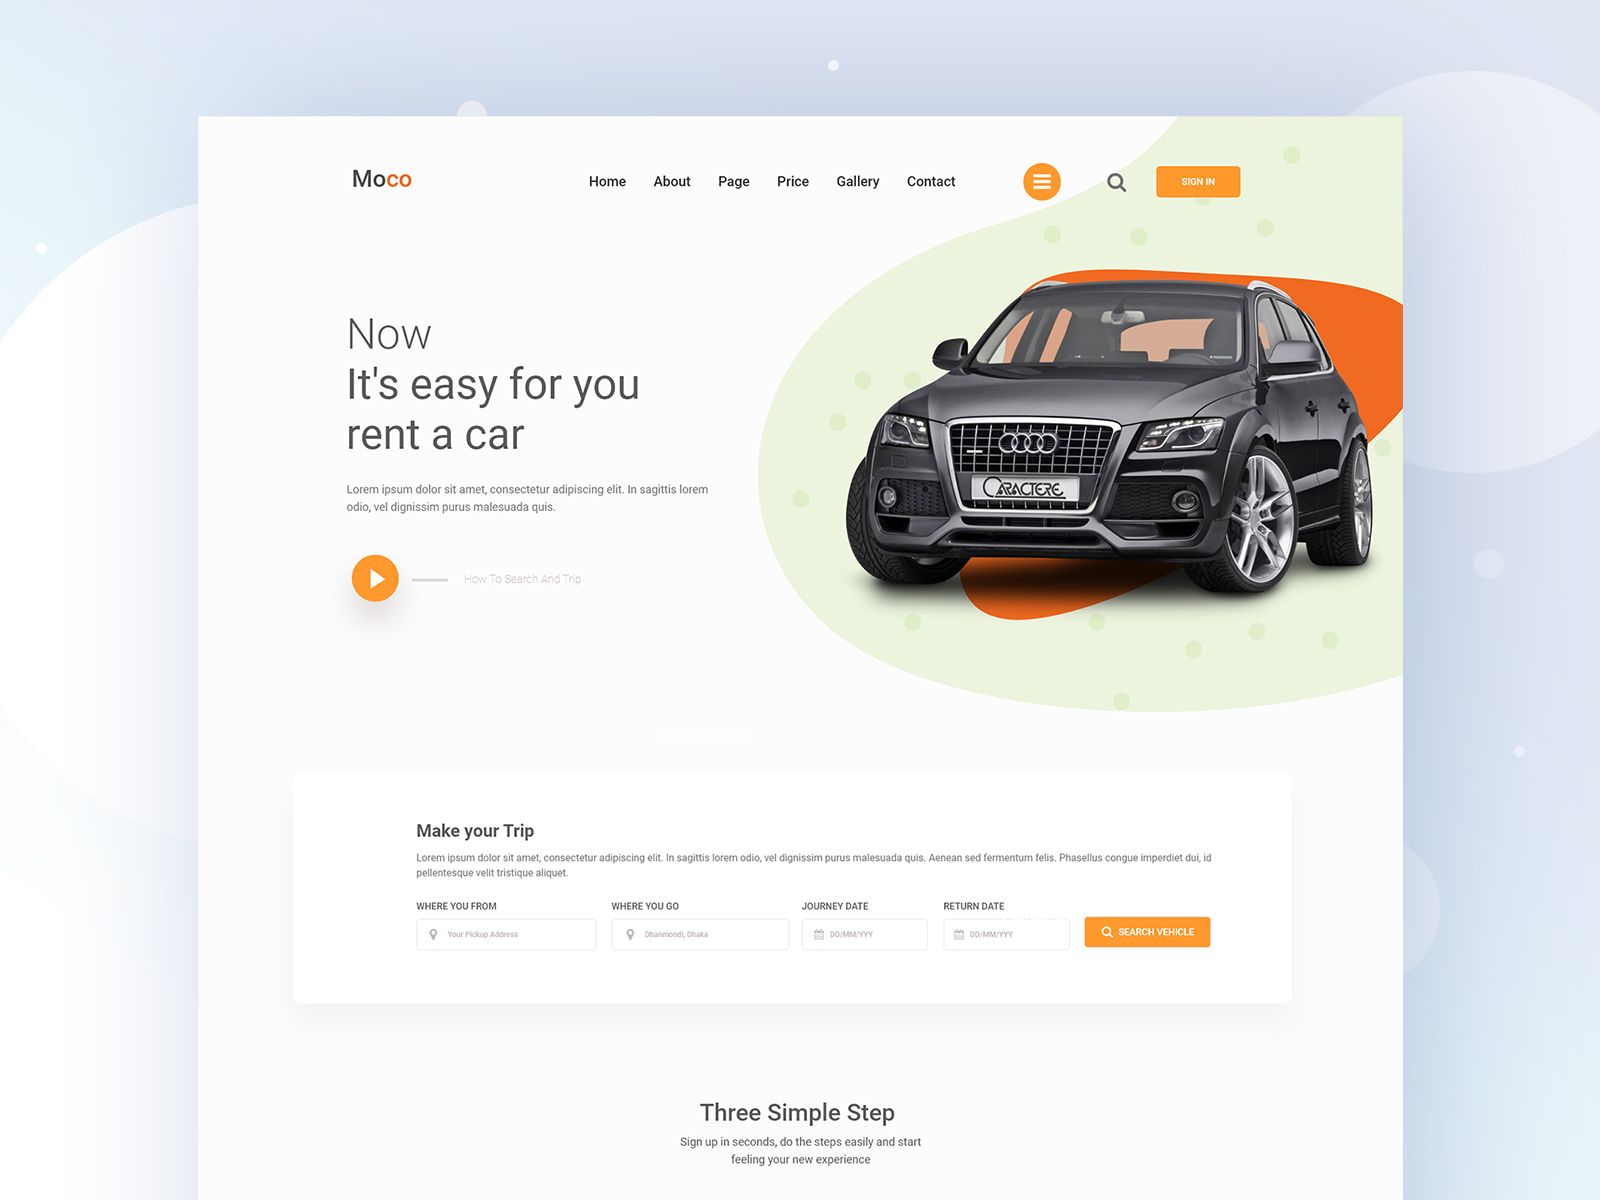 Moco
Home About Page Price Gallery Contact
SIGN IN
Now
It's easy for you
rent a car
Lorem ipsum dolor sit amet, consectetur adipiscing elit. In sagittis lorem
odio, vel dignissim purus malesuada quis.
How To Search And Trip
CARACTERE
Make your Trip
Lorem ipsum dolor sit amet, consectetur adipiscing elit. In sagittis lorem odio, vel dignissim purus malesuada quis. Aenean sed fermentum felis. Phasellus congue imperdiet dui, id
pellentesque velit tristique aliquet.
WHERE YOU FROM WHERE YOU GO JOURNEY DATE RETURN DATE
Your Pickup Address Dhanmondi, Dhaka DD/MM/YYY DD/MM/YYY SEARCH VEHICLE
Three Simple Step
Sign up in seconds, do the steps easily and start
feeling your new experience